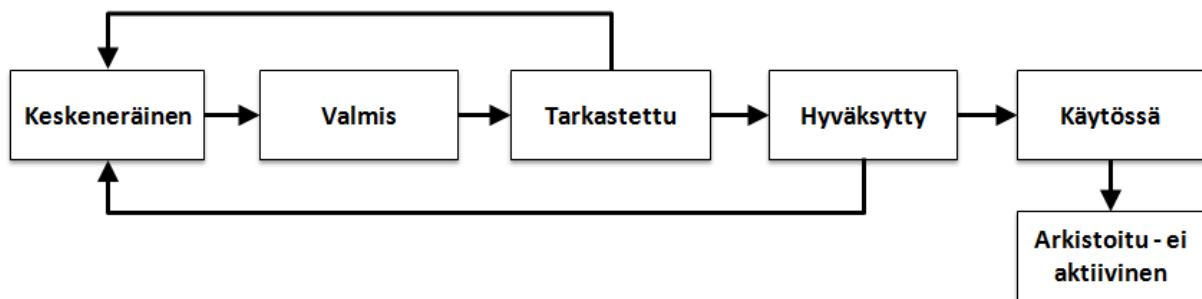 Keskeneräinen
Valmis
Tarkastettu
Hyväksytty
Käytössä
Arkistoitu - ei
aktiivinen